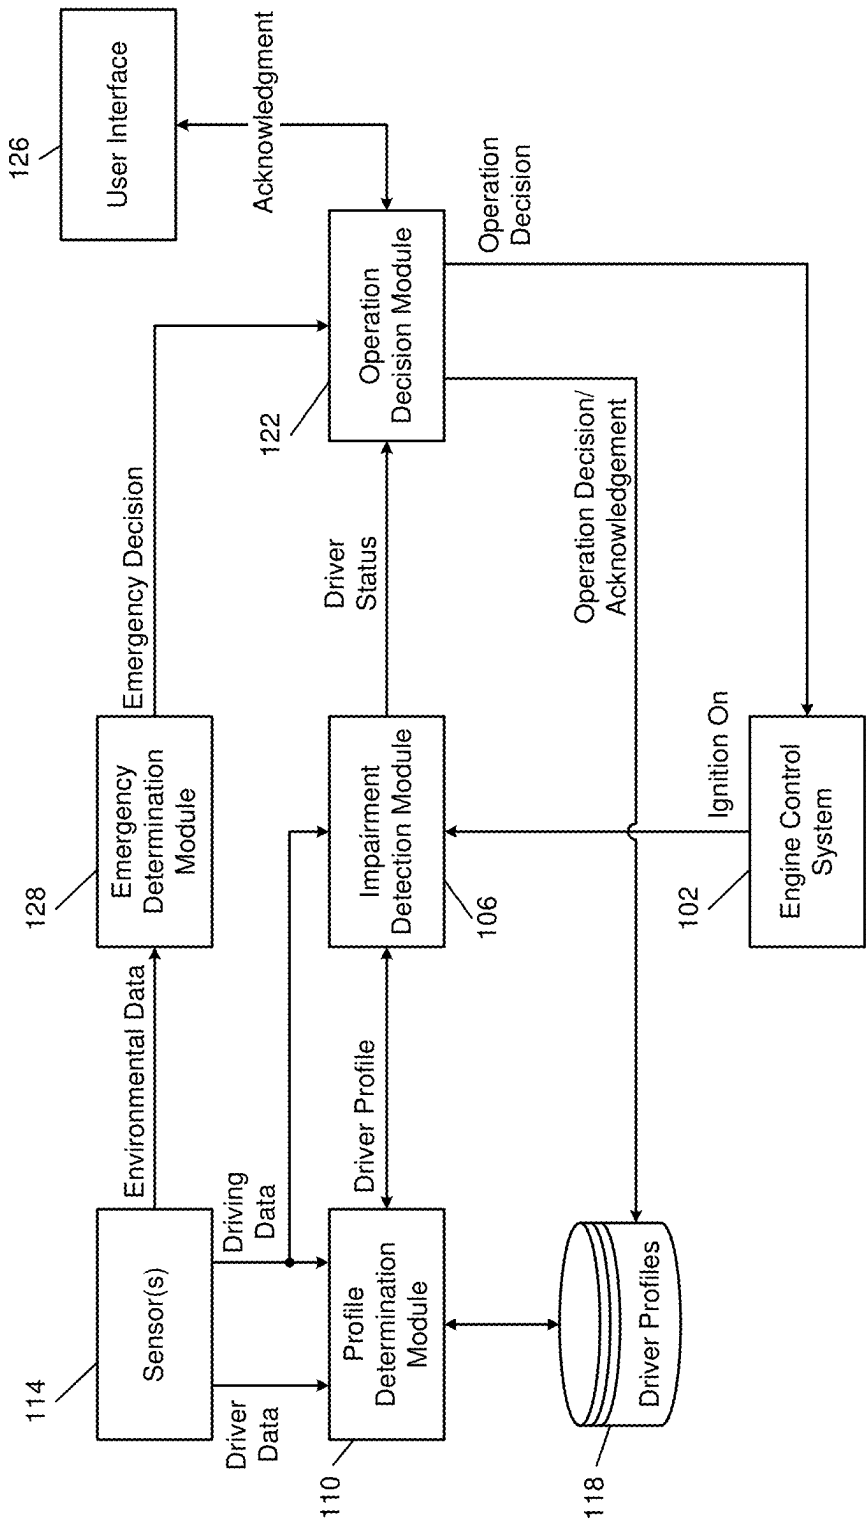 114
Sensor(s)
Environmental Data
128
Emergency
Determination
Module
Emergency Decision
126
User Interface
Acknowledgment
Driver
Data
Driving
Data
110
Profile
Determination
Module
Driver Profile
Impairment
Detection Module
106
Driver
Status
122
Operation
Decision Module
Operation
Decision
Operation Decision/
Acknowledgement
118
Driver Profiles
Ignition On
102
Engine Control
System